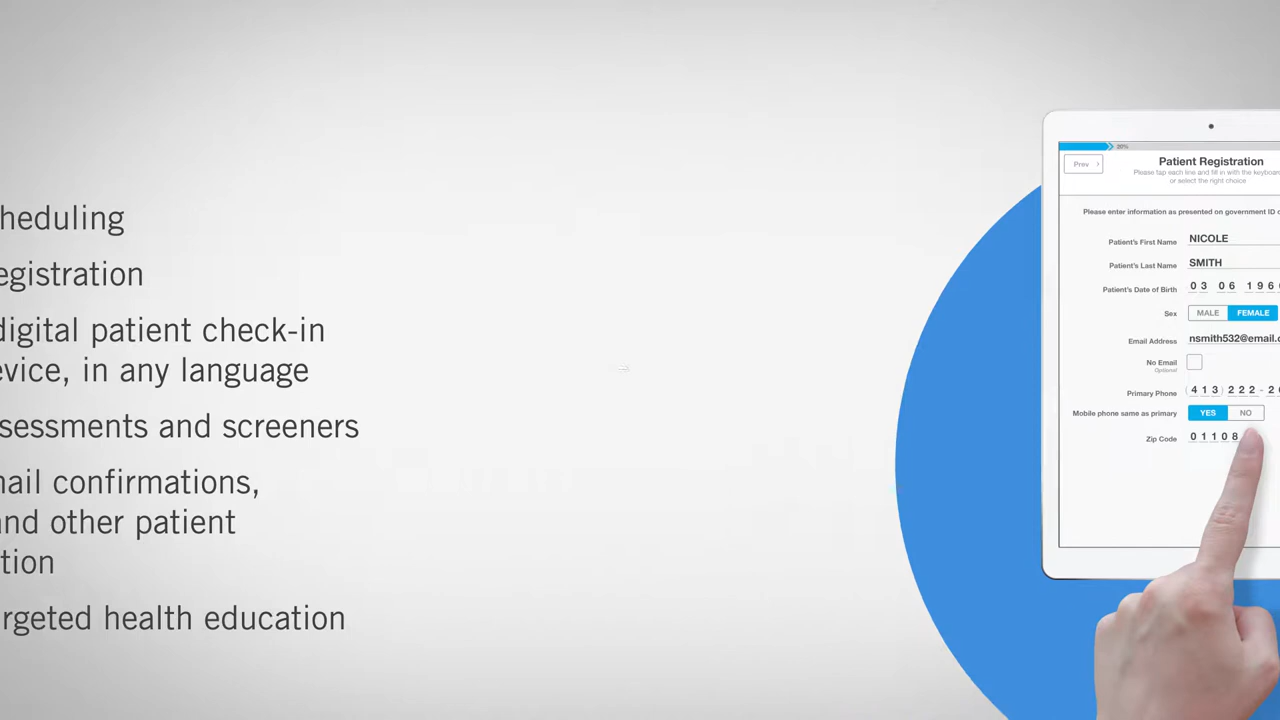 heduling
egistration
digital patient check-in
evice, in any language
sessments and screeners
ail confirmations,
and other patient
tion
rgeted health education
20%
Prev
Patient Registration
Please tap each line and fill in with the keyboard
or select the right choice
Please enter information as presented on government ID
Patient's First Name NICOLE
Patient's Last Name SMITH
Patient's Date of Birth 03 06 196
Sex MALE FEMALE
Email Address nsmith532@email.c
No Email
Optional
Primary Phone (413) 222-2
Mobile phone same as primary YES NO
Zip Code 01108